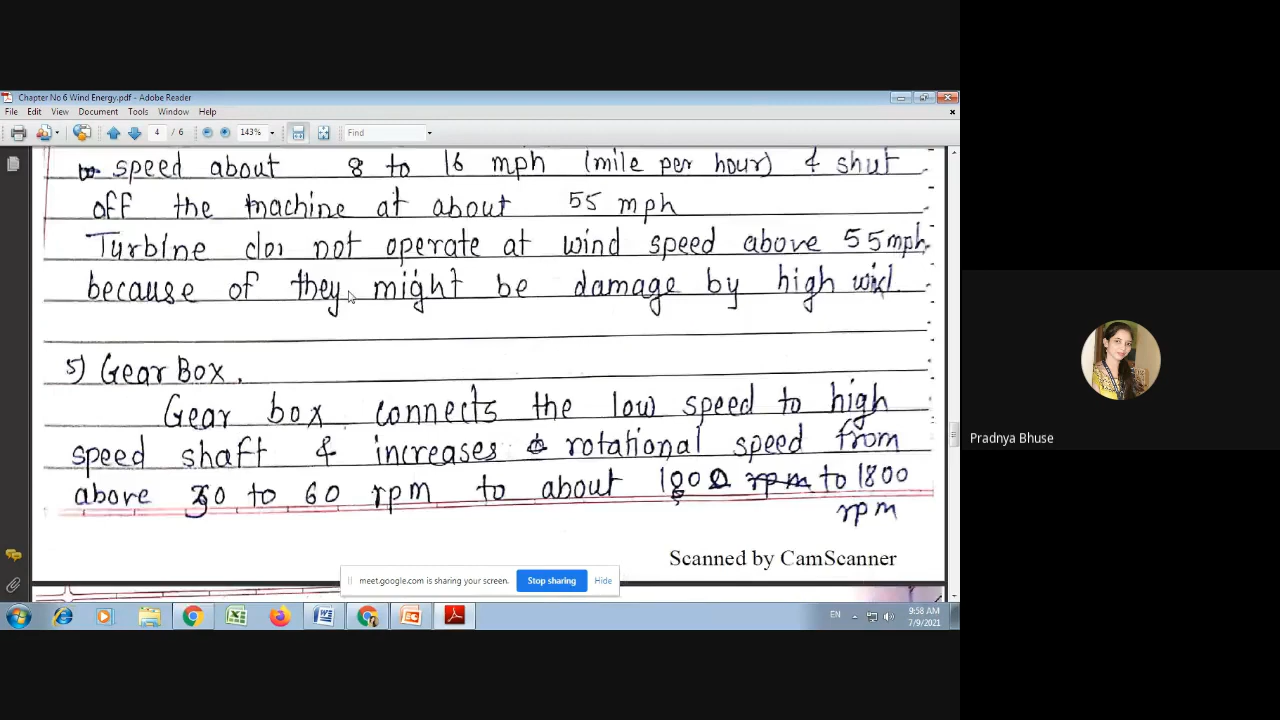 Chapter No 6 Wind Energy.pdf - Adobe Reader
File Edit View Document Tools Window Help
4 / 6 143% Find
speed about 8 to 16 mph (mile per hour) & shut
off the machine at about 55 mph
Turbine dos not operate at wind speed above 55mph
because of they might be damage by high wind.
5) Gear Box.
Gear box connects the low speed to high
speed shaft & increases rotational speed from
above 30 to 60 rpm to about rpm to 1800
rpm
Scanned by CamScanner
meet.google.com is sharing your screen. Stop sharing Hide
EN 9:58 AM
7/9/2021
Pradnya Bhuse